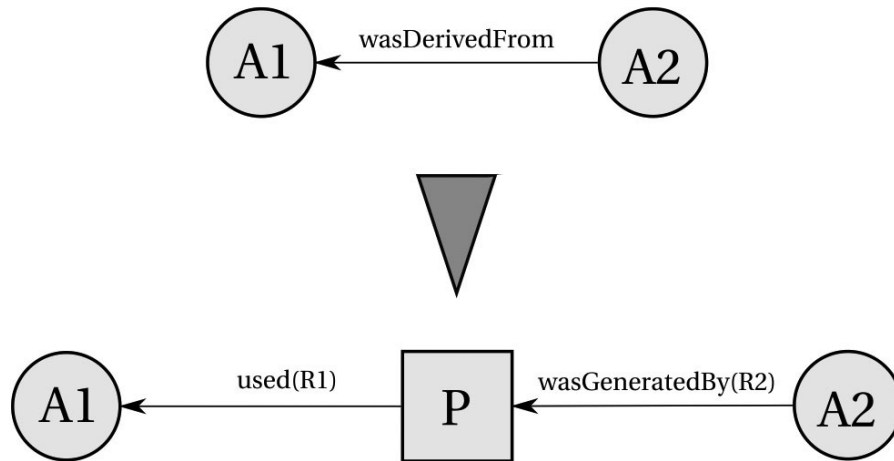 wasDerivedFrom
A1
A2
used(R1)
wasGeneratedBy(R2)
A1
P
A2